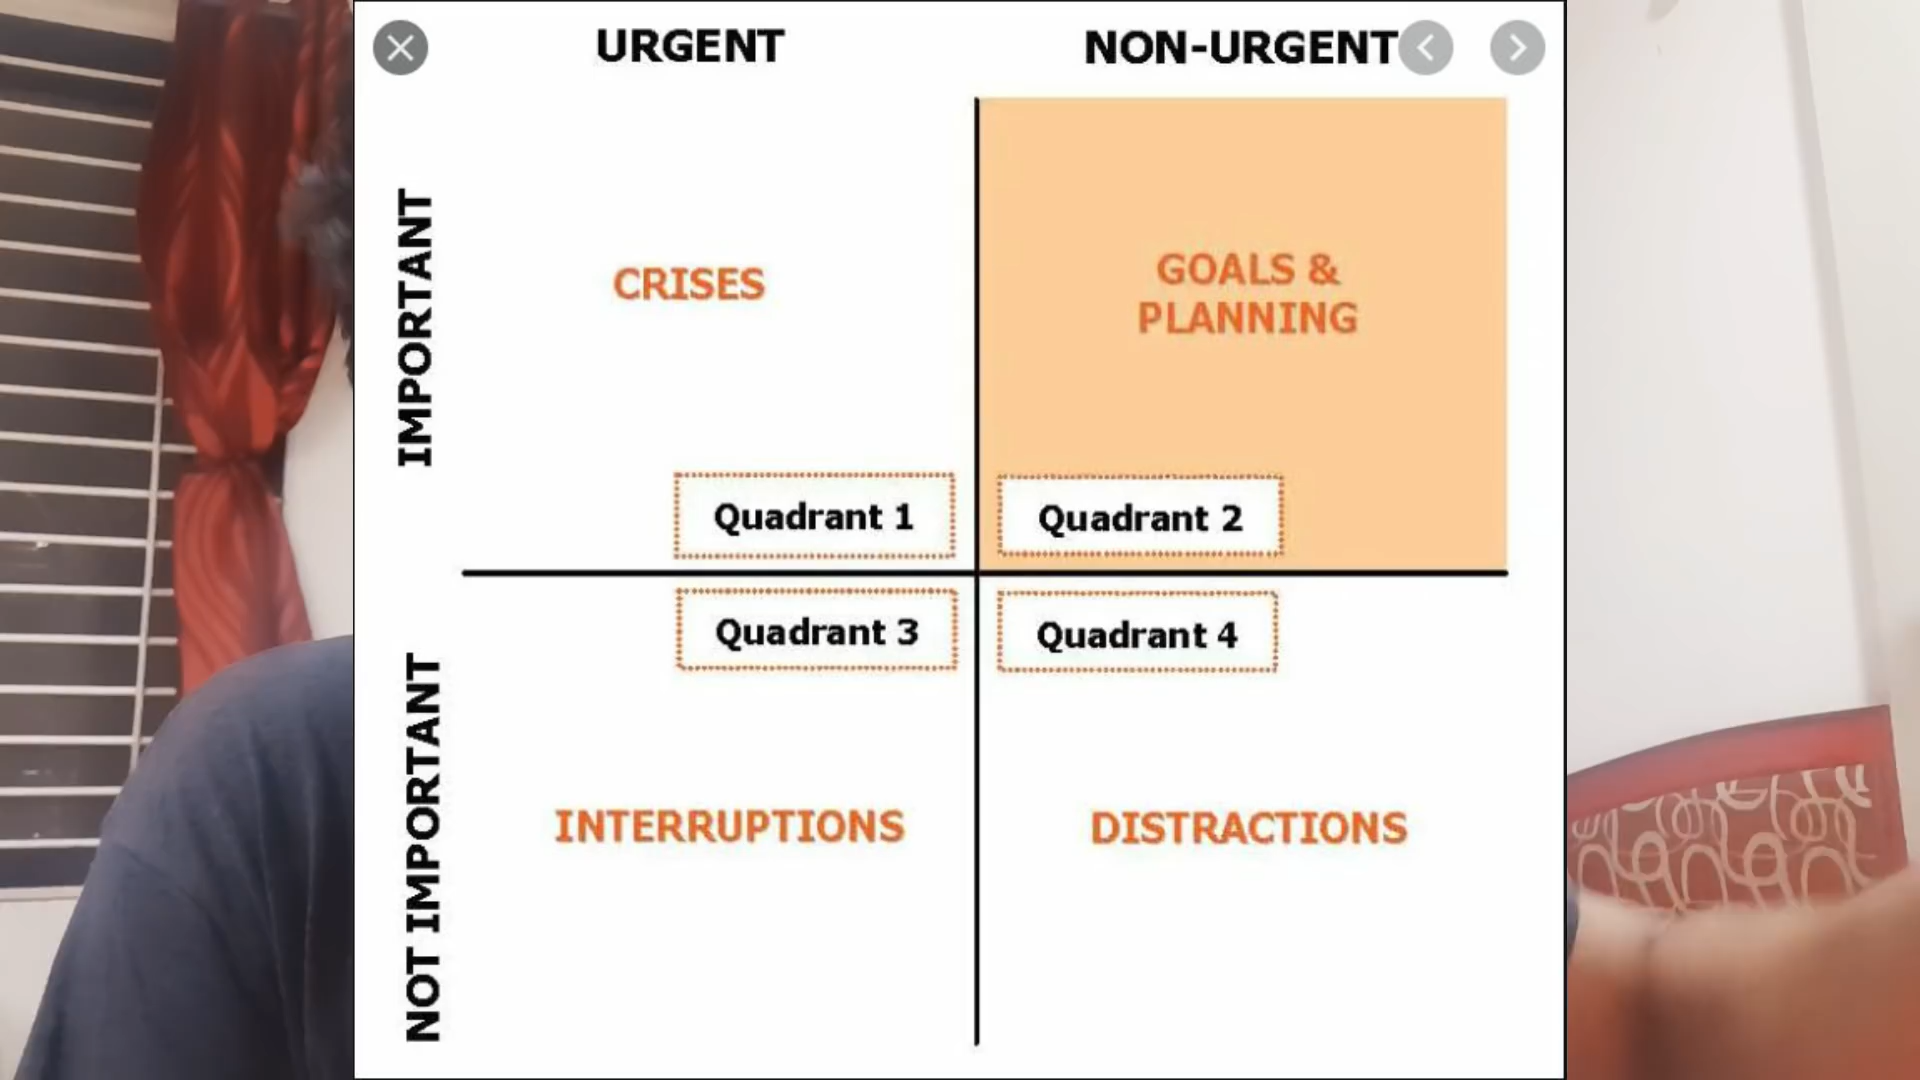 URGENT
NON-URGENT
IMPORTANT
CRISES
GOALS &
PLANNING
Quadrant 1
Quadrant 2
NOT IMPORTANT
Quadrant 3
Quadrant 4
INTERRUPTIONS
DISTRACTIONS